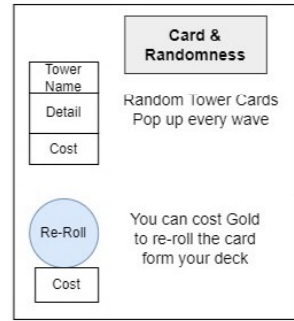 Card &
Randomness
Tower
Name
Detail
Cost
Random Tower Cards
Pop up every wave
Re-Roll
Cost
You can cost Gold
to re-roll the card
form your deck